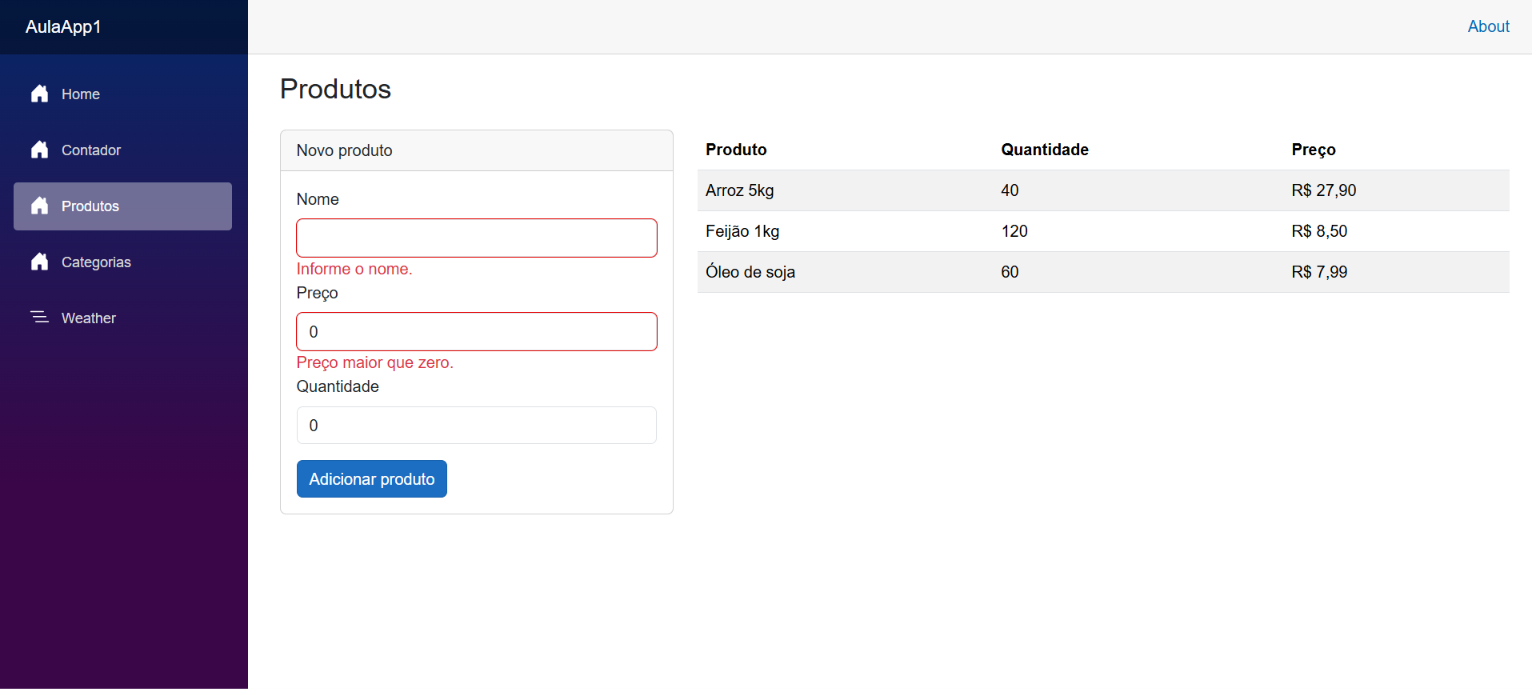 AulaApp1
About
Home
Contador
Produtos
Categorias
Weather
Produtos
Novo produto
Nome
Informe o nome.
Preço
0
Preço maior que zero.
Quantidade
0
Adicionar produto
Produto Quantidade Preço
Arroz 5kg 40 R$ 27,90
Feijão 1kg 120 R$ 8,50
Óleo de soja 60 R$ 7,99